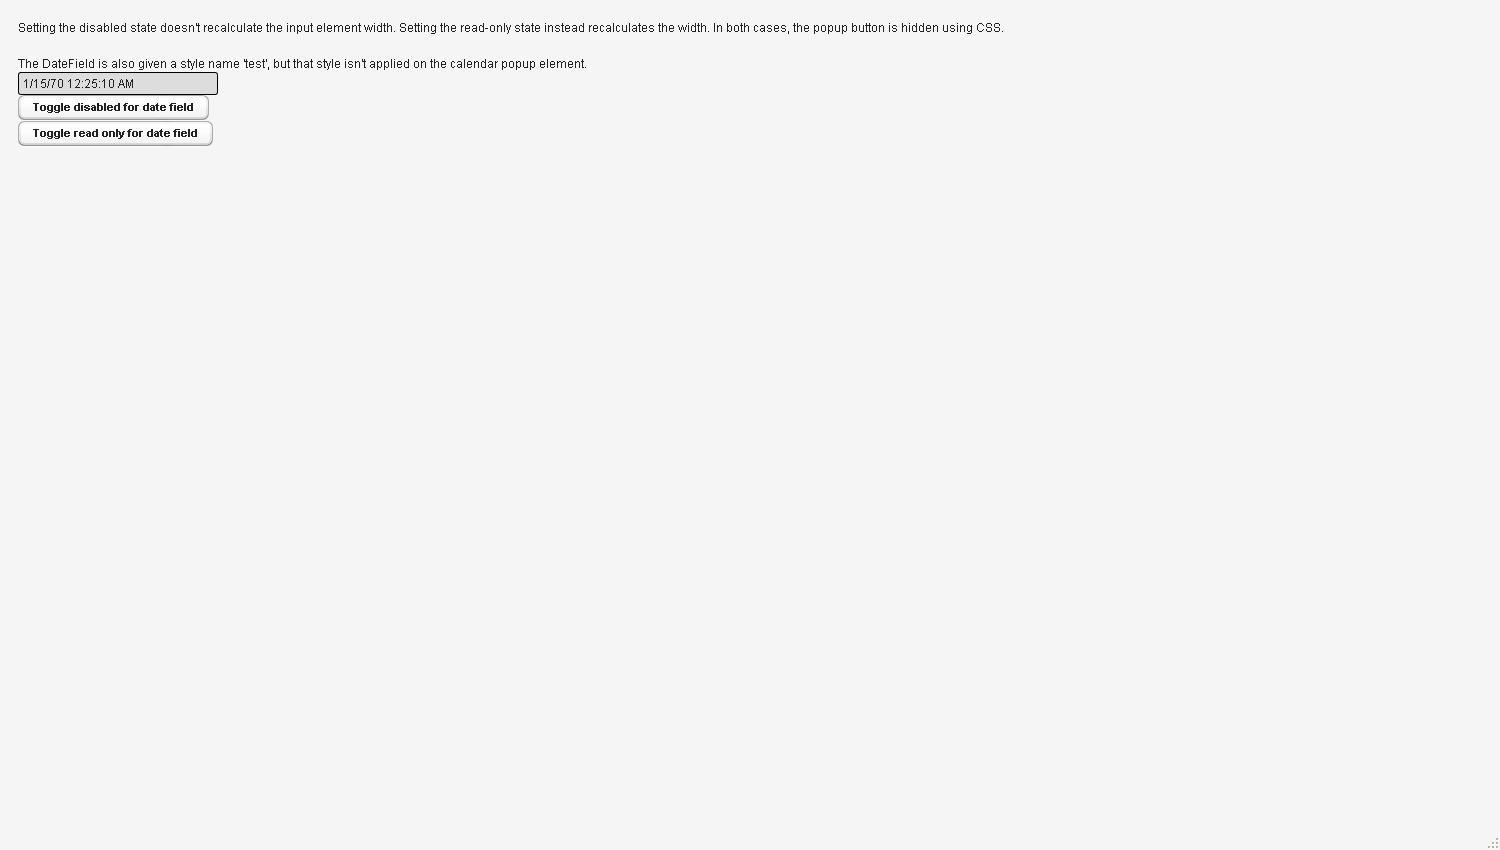 Setting the disabled state doesn't recalculate the input element width. Setting the read-only state instead recalculates the width. In both cases, the popup button is hidden using CSS.
The DateField is also given a style name 'test', but that style isn't applied on the calendar popup element.
1/15/70 12:25:10 AM
Toggle disabled for date field
Toggle read only for date field